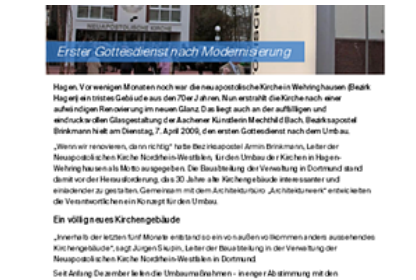 NEUAPOSTOLISCHE KIRCHE
Erster Gottesdienst nach Modernisierung
Hagen. Vor wenigen Monaten noch war die neuapostolische Kirche in Wehringhausen (Bezirk
Hagen) ein tristes Gebäude aus den 70er Jahren. Nun erstrahlt die Kirche nach einer
aufwendigen Renovierung im neuen Glanz. Das liegt auch an der auffälligen und
eindrucksvollen Glasgestaltung der Aachener Künstlerin Mechthild Bach. Bezirksapostel
Brinkmann hielt am Dienstag, 7. April 2009, den ersten Gottesdienst nach dem Umbau.
„Wenn wir renovieren, dann richtig“ hatte Bezirksapostel Armin Brinkmann, Leiter der
Neuapostolischen Kirche Nordrhein-Westfalen, für den Umbau der Kirche in Hagen-
Wehringhausen als Motto ausgegeben. Die Bauabteilung der Verwaltung in Dortmund stand
damit vor der Herausforderung, das 30 Jahre alte Kirchengebäude interessanter und
einladender zu gestalten. Gemeinsam mit dem Architekturbüro „Architekturwerk“ entwickelten
die Verantwortlichen ein Konzept für den Umbau.
Ein völlig neues Kirchengebäude
„Innerhalb der letzten fünf Monate entstand so ein von außen vollkommen anders aussehendes
Kirchengebäude“, sagt Jürgen Skupin, Leiter der Bauabteilung in der Verwaltung der
Neuapostolischen Kirche Nordrhein-Westfalen in Dortmund.
Seit Anfang Dezember liefen die Umbaumaßnahmen – in enger Abstimmung mit den